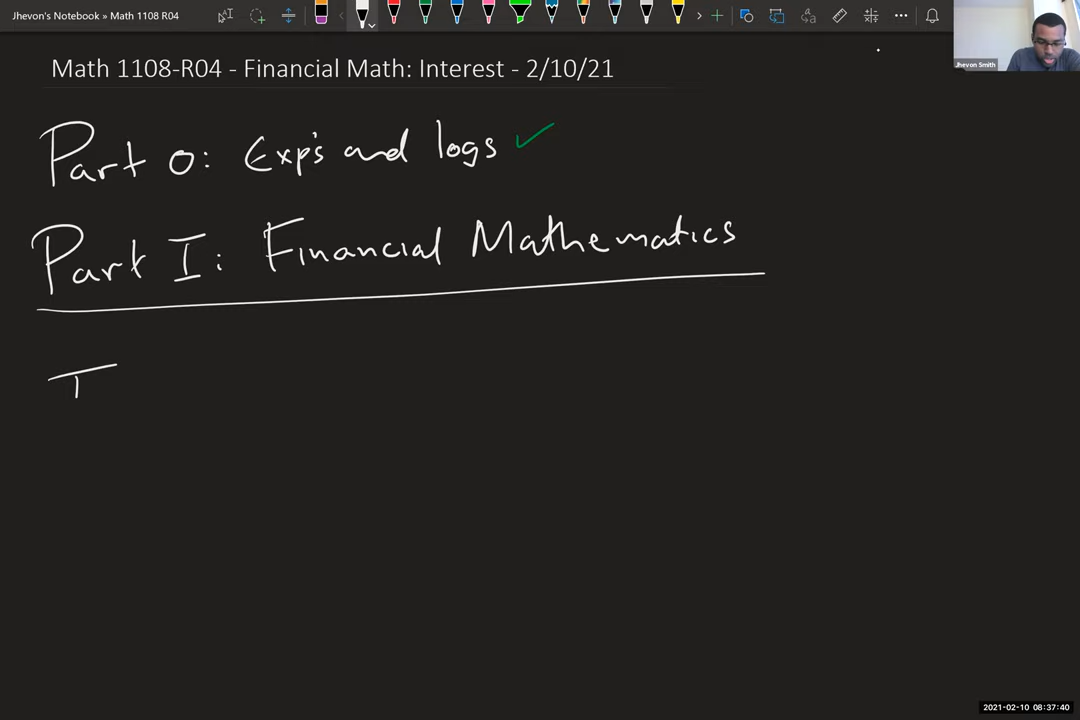 Jhevon's Notebook » Math 1108 R04
Jhevon Smith
Math 1108-R04 - Financial Math: Interest - 2/10/21
Part 0: Exp's and logs ✓
Part I: Financial Mathematics
2021-02-10 08:37:40